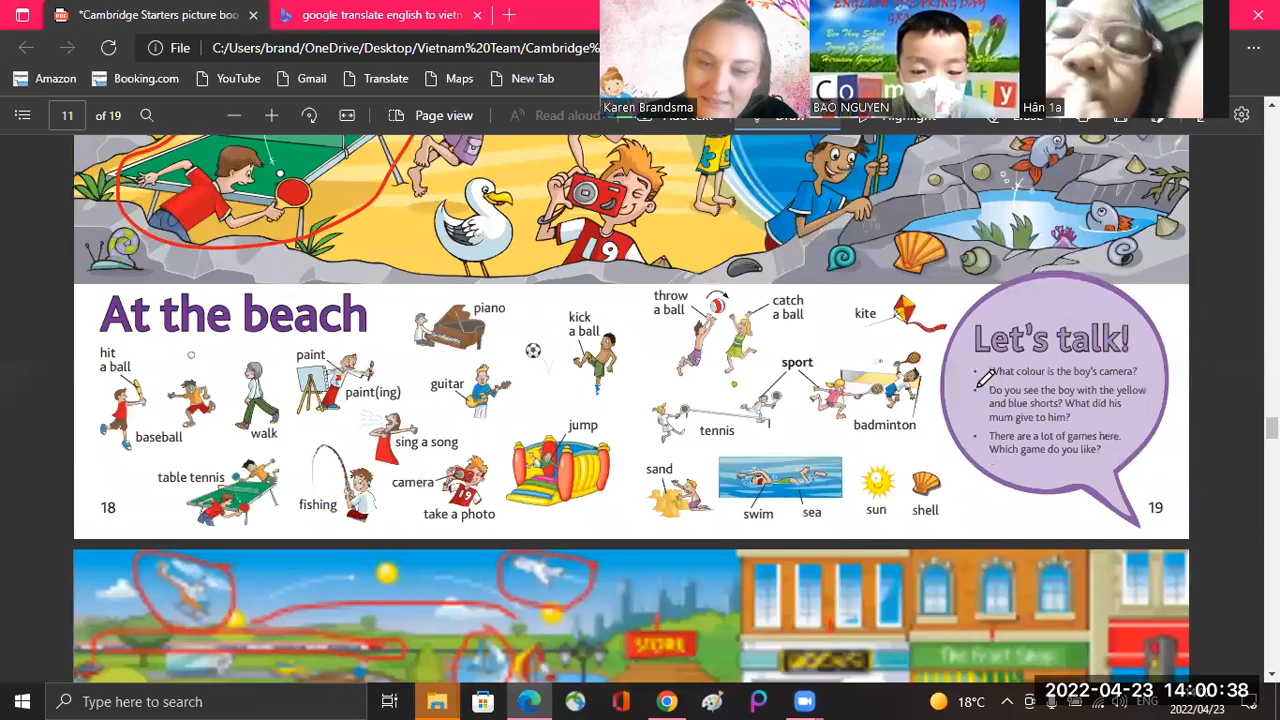 *Cambridge Starters picture boo
google translate english to vietn
File
C:/Users/brand/OneDrive/Desktop/Vietnam%20Team/Cambridge%
Amazon
Booking.com
YouTube
Gmail
Translate
Maps
New Tab
ENGLISH SPEAKING DAY
Karen Brandsma
BAO NGUYEN
Hân 1a
11
of 19
Page view
Read aloud
19
At the beach
hit
a ball
baseball
walk
paint
paint(ing)
piano
guitar
sing a song
kick
a ball
jump
table tennis
fishing
camera
take a photo
throw
a ball
catch
a ball
kite
sport
tennis
badminton
sand
swim
sea
sun
shell
Let's talk!
• What colour is the boy's camera?
• Do you see the boy with the yellow
and blue shorts? What did his
mum give to him?
• There are a lot of games here.
Which game do you like?
18
19
STORE
Type here to search
18°C
ENG
2022-04-23 14:00:38
2022/04/23